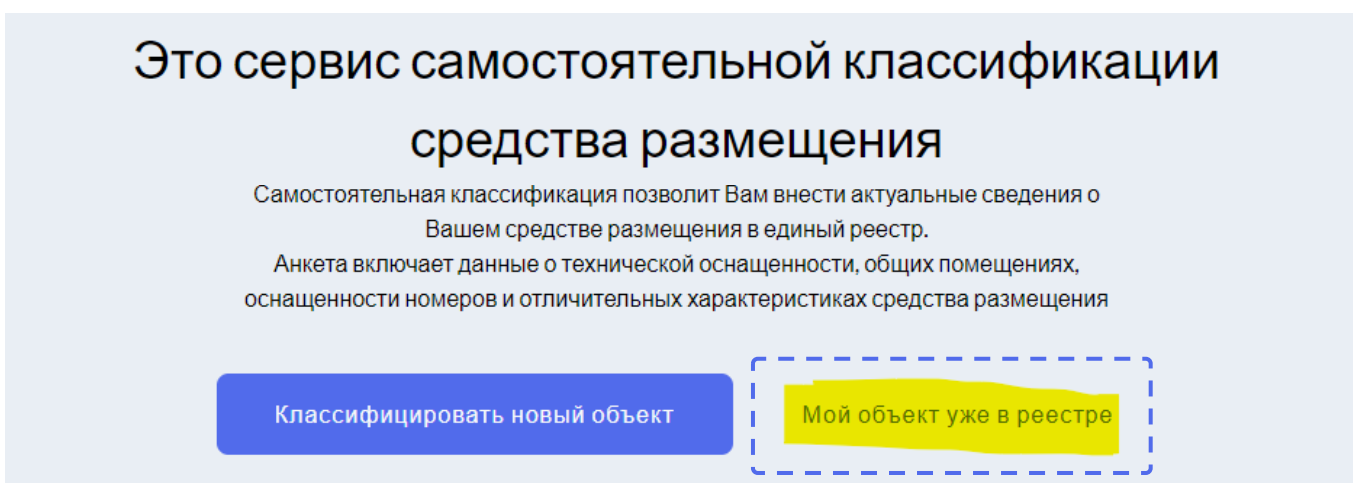 Это сервис самостоятельной классификации
средства размещения
Самостоятельная классификация позволит Вам внести актуальные сведения о
Вашем средстве размещения в единый реестр.
Анкета включает данные о технической оснащенности, общих помещениях,
оснащенности номеров и отличительных характеристиках средства размещения
Классифицировать новый объект
Мой объект уже в реестре